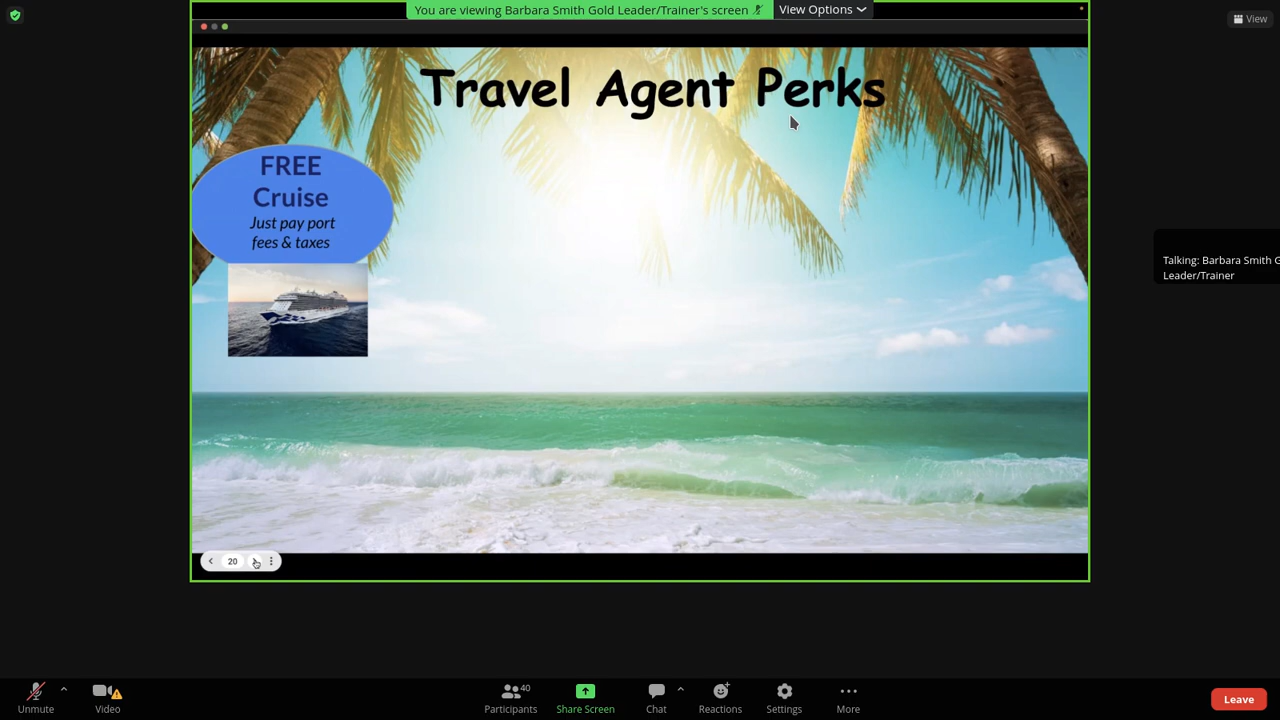 You are viewing Barbara Smith Gold Leader/Trainer's screen
View Options
View
Travel Agent Perks
FREE
Cruise
Just pay port
fees & taxes
Talking: Barbara Smith G
Leader/Trainer
20
Unmute
Video
Participants
40
Share Screen
Chat
Reactions
Settings
More
Leave